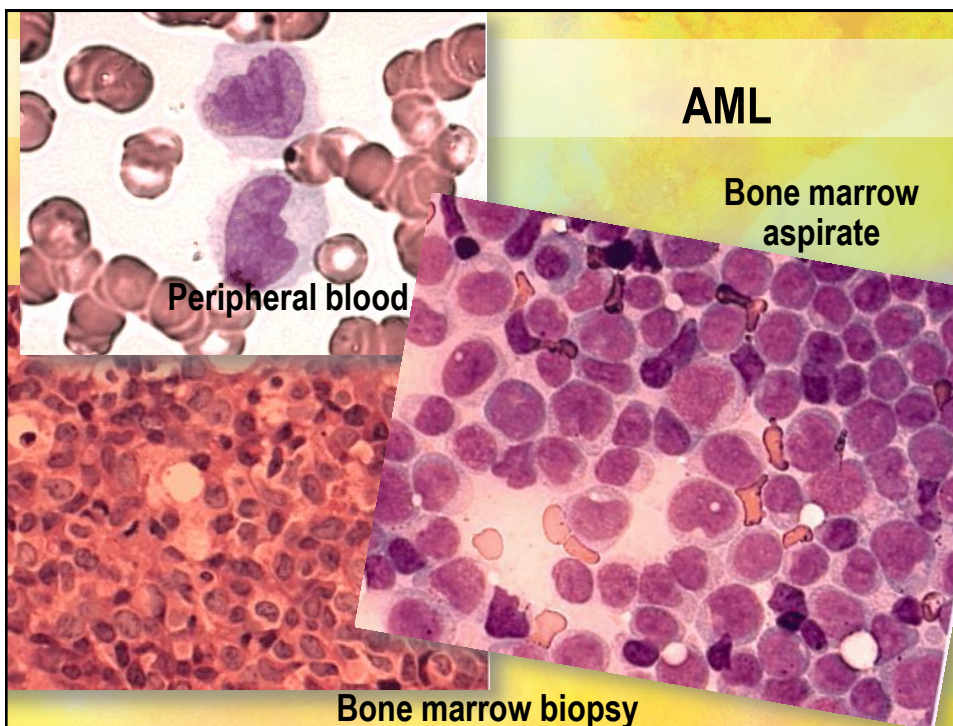 AML
Bone marrow
aspirate
Peripheral blood
Bone marrow biopsy